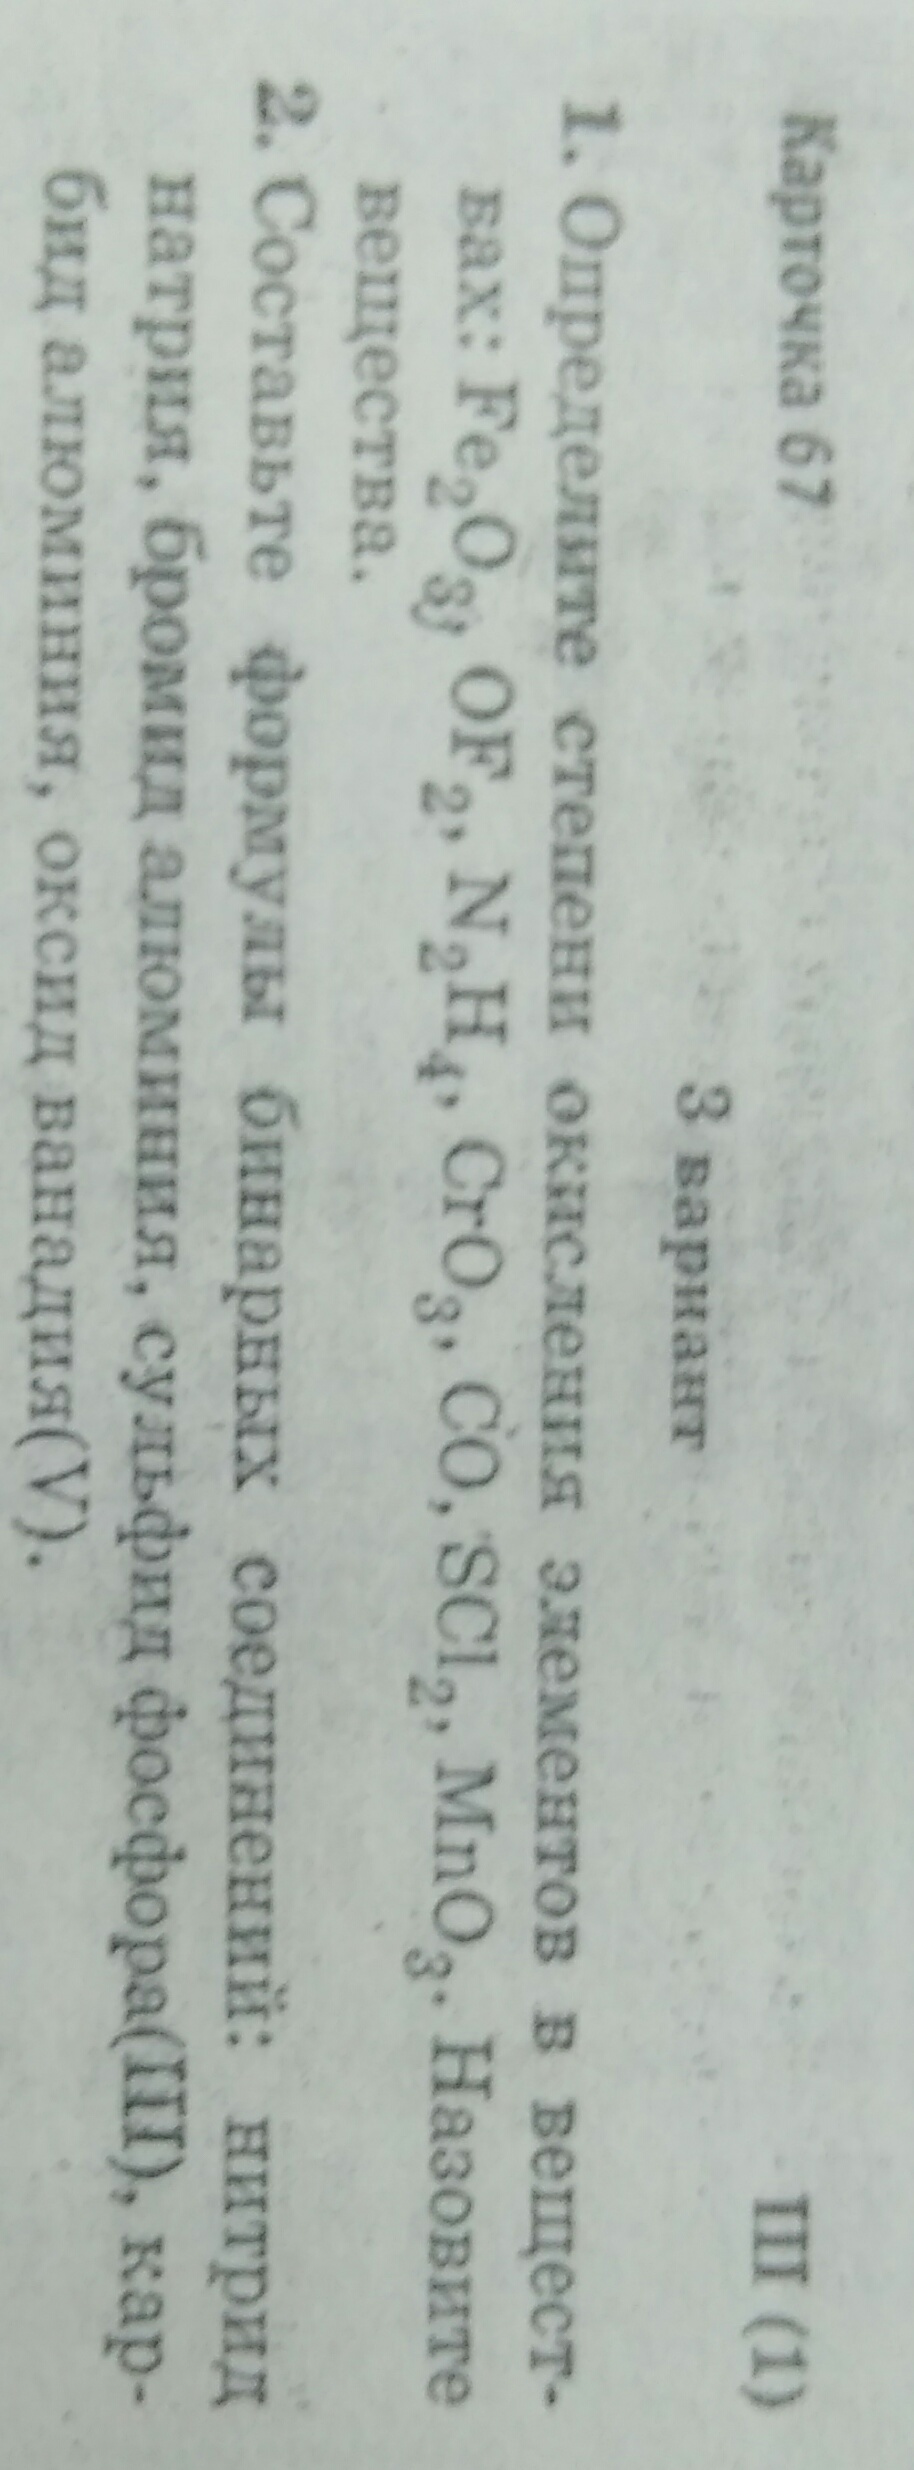 Карточка 67 III (1)
3 вариант
1. Определите степени окисления элементов в вещест-
вах: Fe₂O₃, OF₂, N₂H₄, CrO₃, CO, SCl₂, MnO₃. Назовите
вещества.
2. Составьте формулы бинарных соединений: нитрид
натрия, бромид алюминия, сульфид фосфора(III), кар-
бид алюминия, оксид ванадия(V).